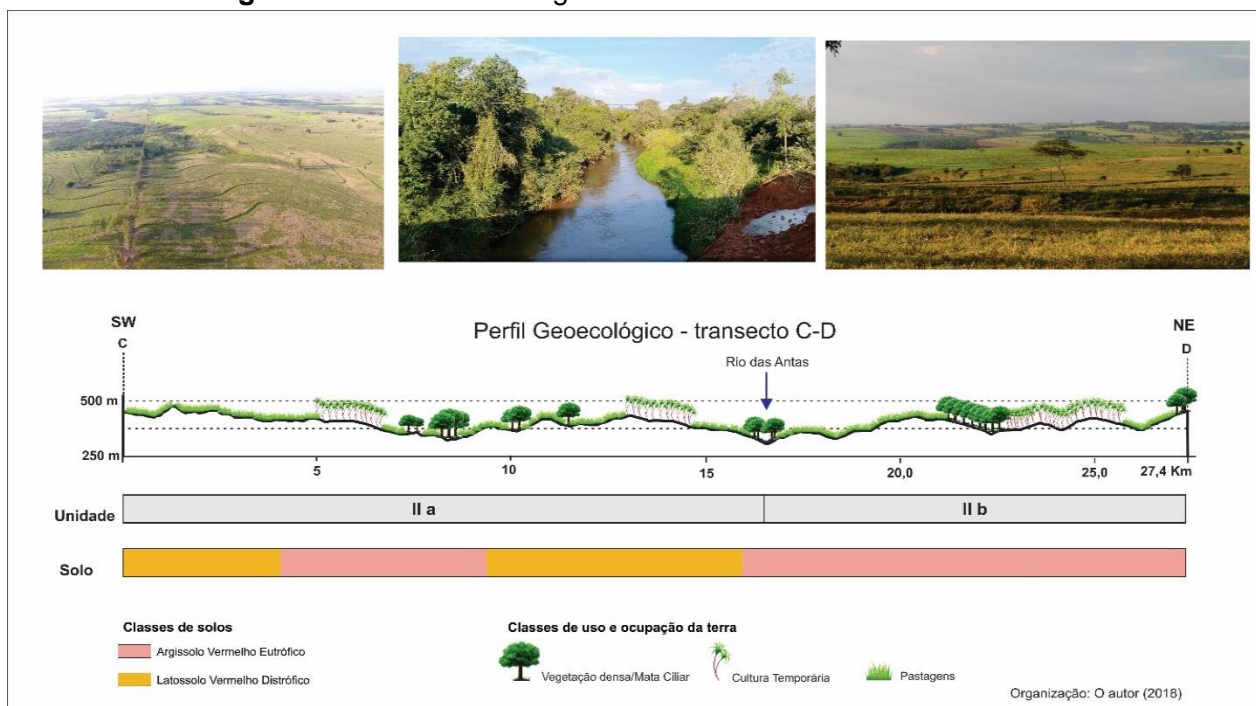 SW
C
Perfil Geoecológico - transecto C-D
NE
D
Rio das Antas
500 m
250 m
5
10
15
20,0
25,0
27,4 Km
Unidade
II a
II b
Solo
Classes de solos
Argissolo Vermelho Eutrófico
Latossolo Vermelho Distrófico
Classes de uso e ocupação da terra
Vegetação densa/Mata Ciliar
Cultura Temporária
Pastagens
Organização: O autor (2018)